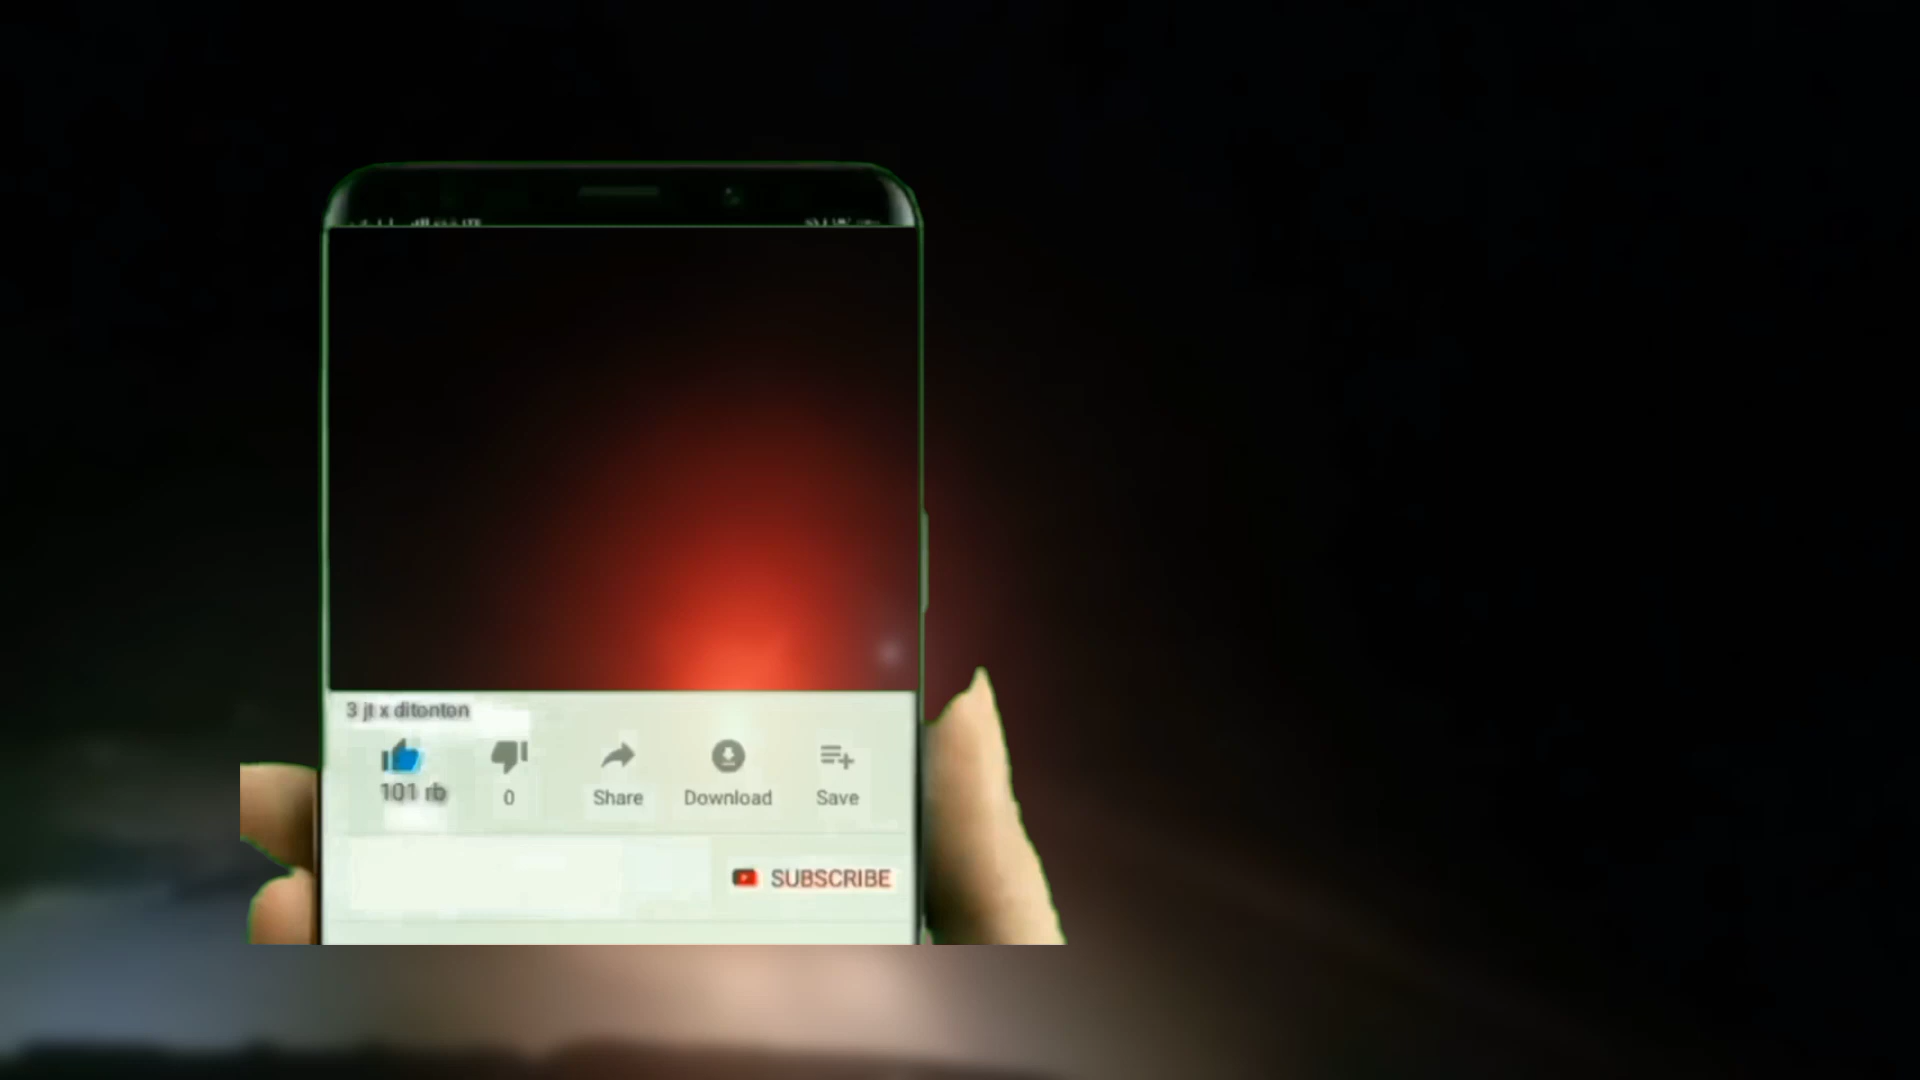 3 jt x ditonton
101 rb
0
Share
Download
Save
SUBSCRIBE